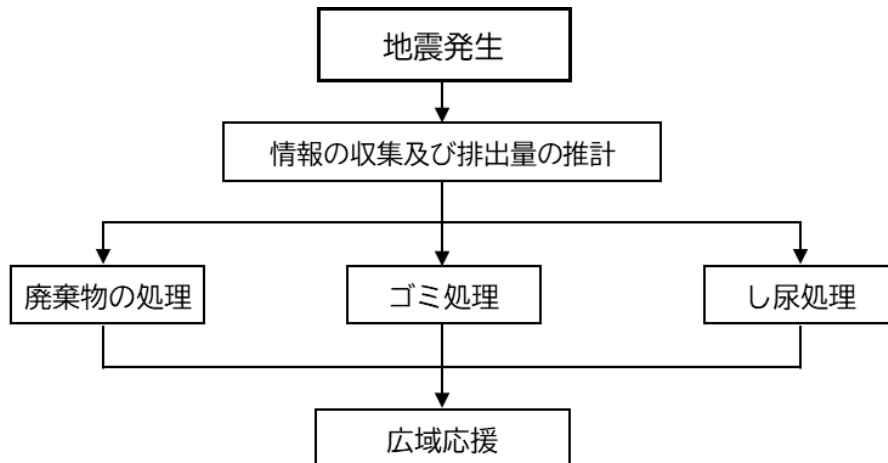 地震発生
情報の収集及び排出量の推計
廃棄物の処理
ゴミ処理
し尿処理
広域応援